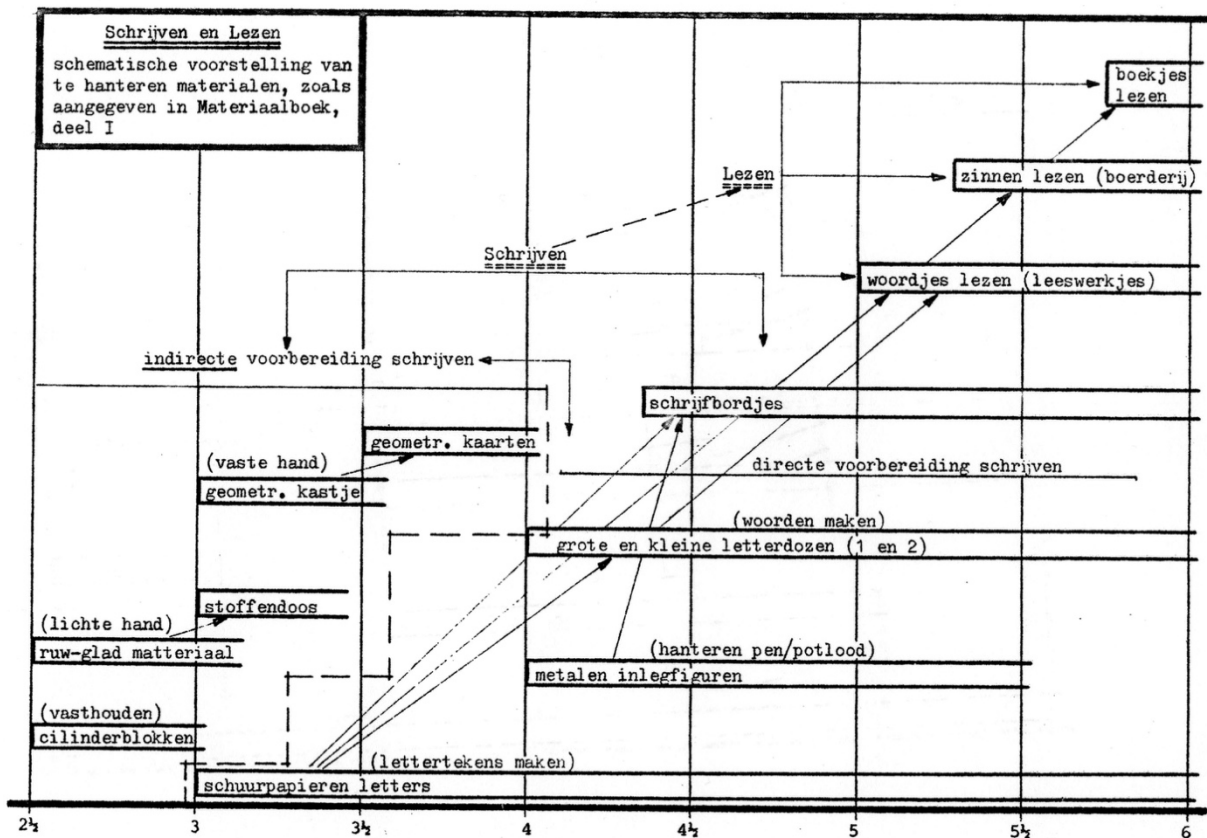 Schrijven en Lezen
schematische voorstelling van
te hanteren materialen, zoals
aangegeven in Materiaalboek,
deel I
boekjes
lezen
Lezen
zinnen lezen (boerderij)
Schrijven
woordjes lezen (leeswerkjes)
indirecte voorbereiding schrijven
schrijfbordjes
geometr. kaarten
(vaste hand)
directe voorbereiding schrijven
geometr. kastje
(woorden maken)
grote en kleine letterdozen (1 en 2)
stoffendoos
(lichte hand)
ruw-glad matteriaal
(hanteren pen/potlood)
metalen inlegfiguren
(vasthouden)
cilinderblokken
(lettertekens maken)
schuurpapieren letters
2½ 3 3½ 4 4½ 5 5½ 6